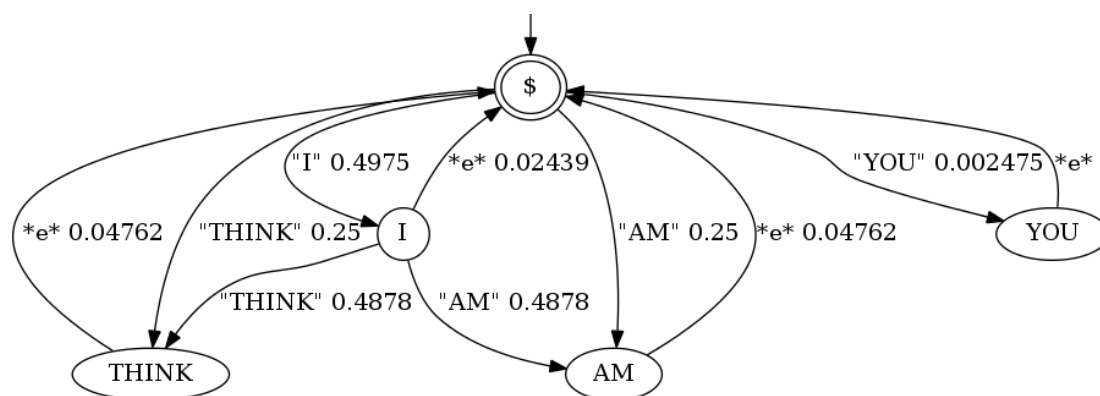 $
"I" 0.4975
*e* 0.02439
"YOU" 0.002475
*e*
*e* 0.04762
"THINK" 0.25
I
"AM" 0.25
*e* 0.04762
YOU
"THINK" 0.4878
"AM" 0.4878
THINK
AM